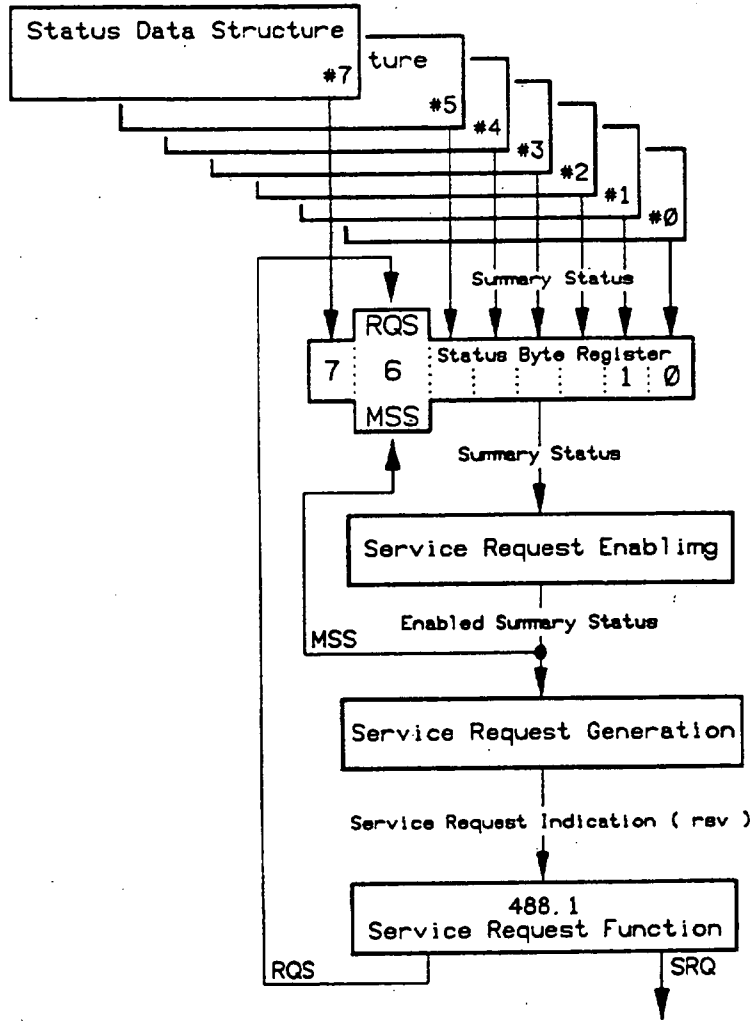 Status Data Structure
#7
ture
#5
#4
#3
#2
#1
#0
Summary Status
RQS
Status Byte Register
7
6
1
0
MSS
Summary Status
Service Request Enablimg
Enabled Summary Status
MSS
Service Request Generation
Service Request Indication ( rsv )
488.1
Service Request Function
RQS
SRQ